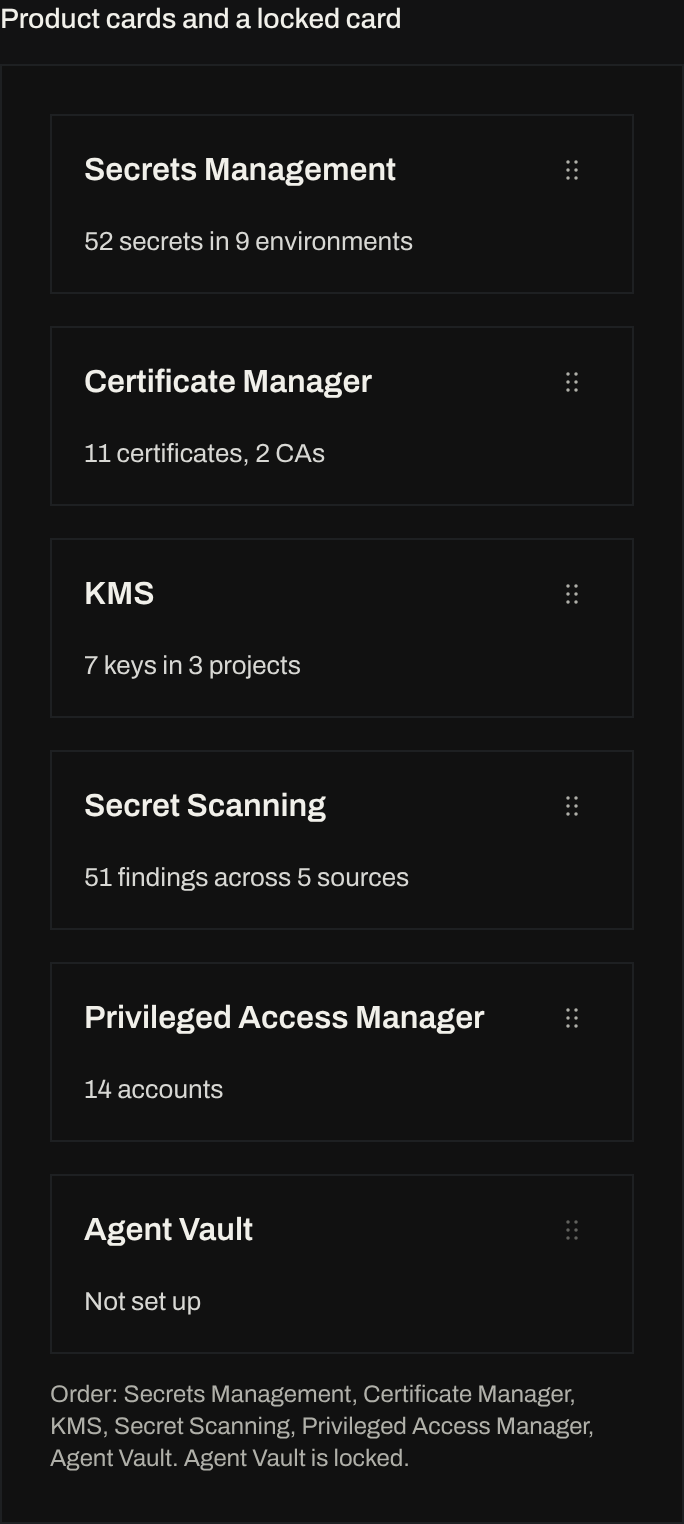 Product cards and a locked card
Secrets Management
52 secrets in 9 environments
Certificate Manager
11 certificates, 2 CAs
KMS
7 keys in 3 projects
Secret Scanning
51 findings across 5 sources
Privileged Access Manager
14 accounts
Agent Vault
Not set up
Order: Secrets Management, Certificate Manager,
KMS, Secret Scanning, Privileged Access Manager,
Agent Vault. Agent Vault is locked.